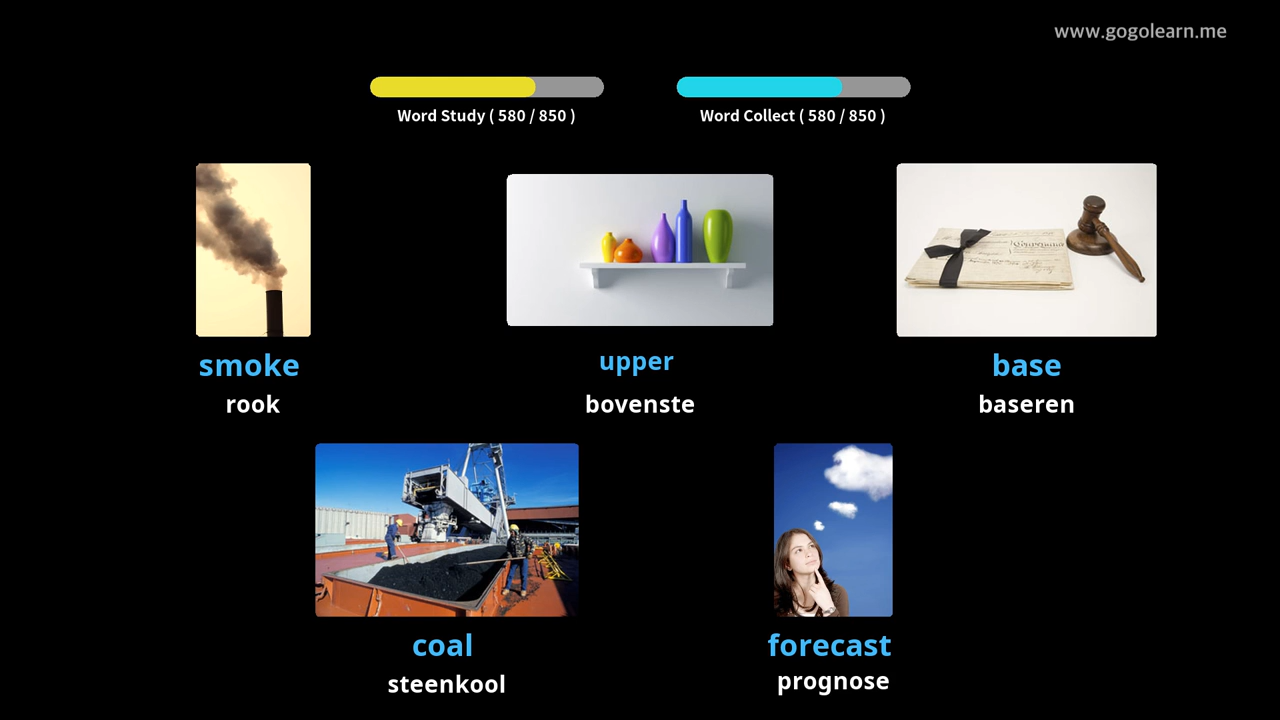 www.gogolearn.me
Word Study ( 580 / 850 )
Word Collect ( 580 / 850 )
smoke
rook
upper
bovenste
base
baseren
coal
steenkool
forecast
prognose